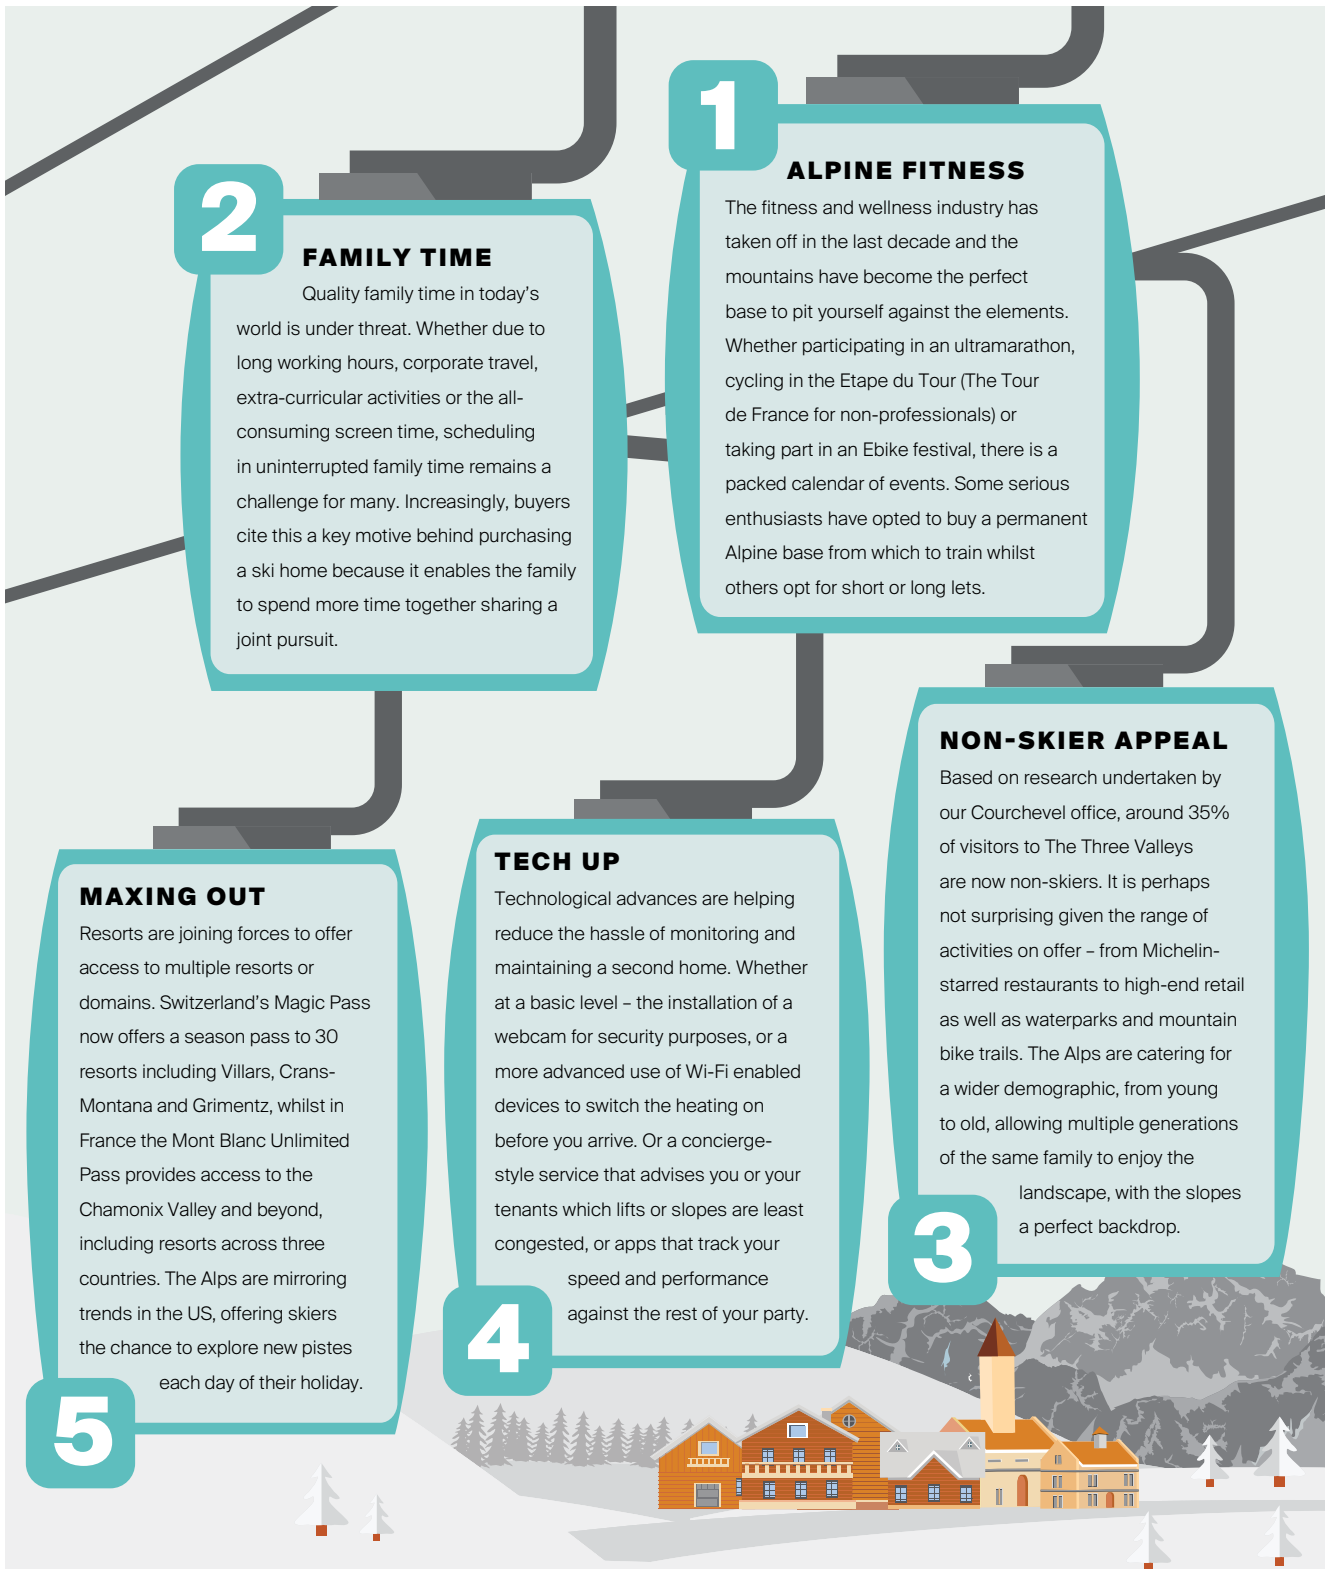 1
ALPINE FITNESS
The fitness and wellness industry has
taken off in the last decade and the
mountains have become the perfect
base to pit yourself against the elements.
Whether participating in an ultramarathon,
cycling in the Etape du Tour (The Tour
de France for non-professionals) or
taking part in an Ebike festival, there is a
packed calendar of events. Some serious
enthusiasts have opted to buy a permanent
Alpine base from which to train whilst
others opt for short or long lets.
2
FAMILY TIME
Quality family time in today's
world is under threat. Whether due to
long working hours, corporate travel,
extra-curricular activities or the all-
consuming screen time, scheduling
in uninterrupted family time remains a
challenge for many. Increasingly, buyers
cite this a key motive behind purchasing
a ski home because it enables the family
to spend more time together sharing a
joint pursuit.
NON-SKIER APPEAL
Based on research undertaken by
our Courchevel office, around 35%
of visitors to The Three Valleys
are now non-skiers. It is perhaps
not surprising given the range of
activities on offer – from Michelin-
starred restaurants to high-end retail
as well as waterparks and mountain
bike trails. The Alps are catering for
a wider demographic, from young
to old, allowing multiple generations
of the same family to enjoy the
landscape, with the slopes
a perfect backdrop.
3
TECH UP
Technological advances are helping
reduce the hassle of monitoring and
maintaining a second home. Whether
at a basic level – the installation of a
webcam for security purposes, or a
more advanced use of Wi-Fi enabled
devices to switch the heating on
before you arrive. Or a concierge-
style service that advises you or your
tenants which lifts or slopes are least
congested, or apps that track your
speed and performance
against the rest of your party.
4
MAXING OUT
Resorts are joining forces to offer
access to multiple resorts or
domains. Switzerland's Magic Pass
now offers a season pass to 30
resorts including Villars, Crans-
Montana and Grimentz, whilst in
France the Mont Blanc Unlimited
Pass provides access to the
Chamonix Valley and beyond,
including resorts across three
countries. The Alps are mirroring
trends in the US, offering skiers
the chance to explore new pistes
each day of their holiday.
5